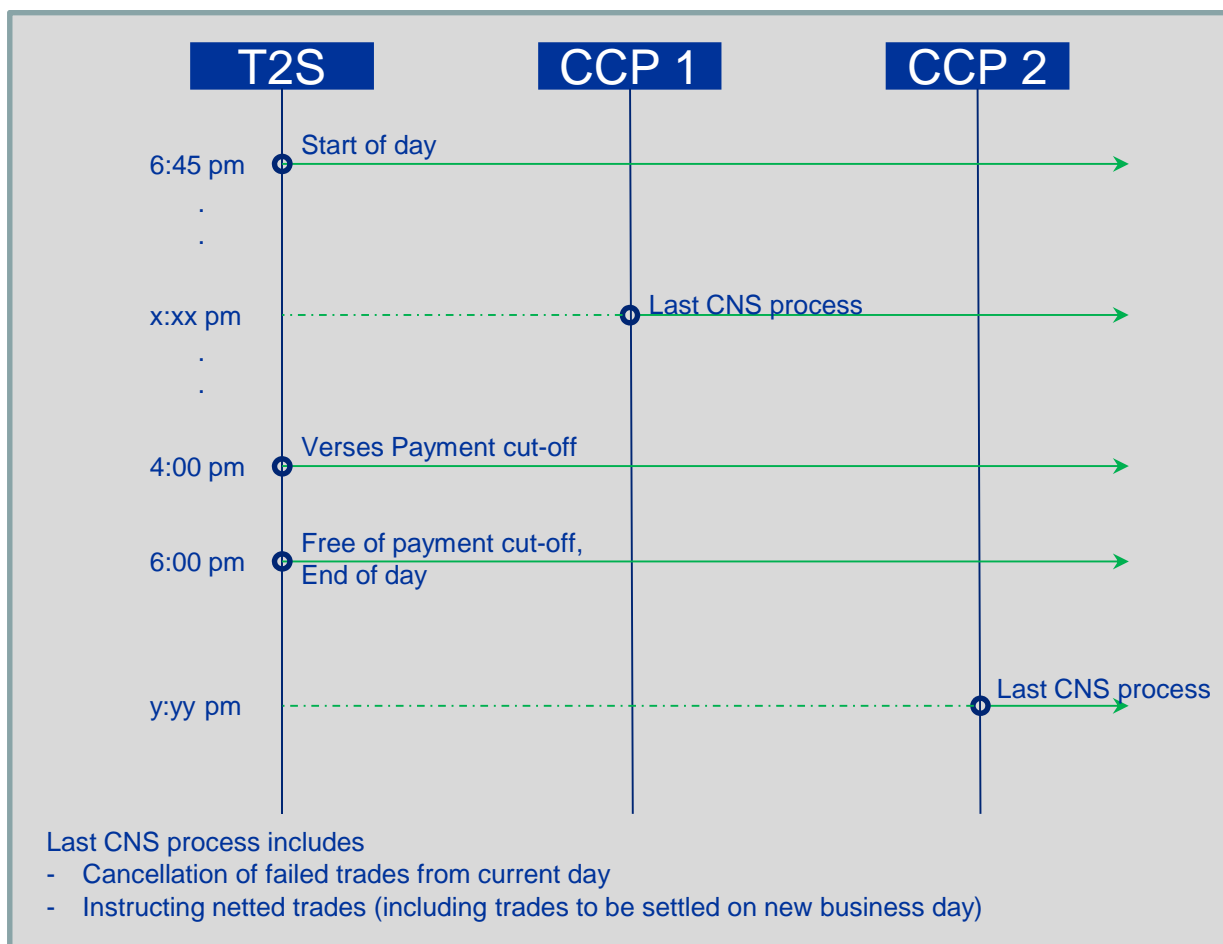 T2S
CCP 1
CCP 2
6:45 pm
Start of day
.
.
x:xx pm
Last CNS process
.
.
4:00 pm
Verses Payment cut-off
6:00 pm
Free of payment cut-off,
End of day
y:yy pm
Last CNS process
Last CNS process includes
- Cancellation of failed trades from current day
- Instructing netted trades (including trades to be settled on new business day)